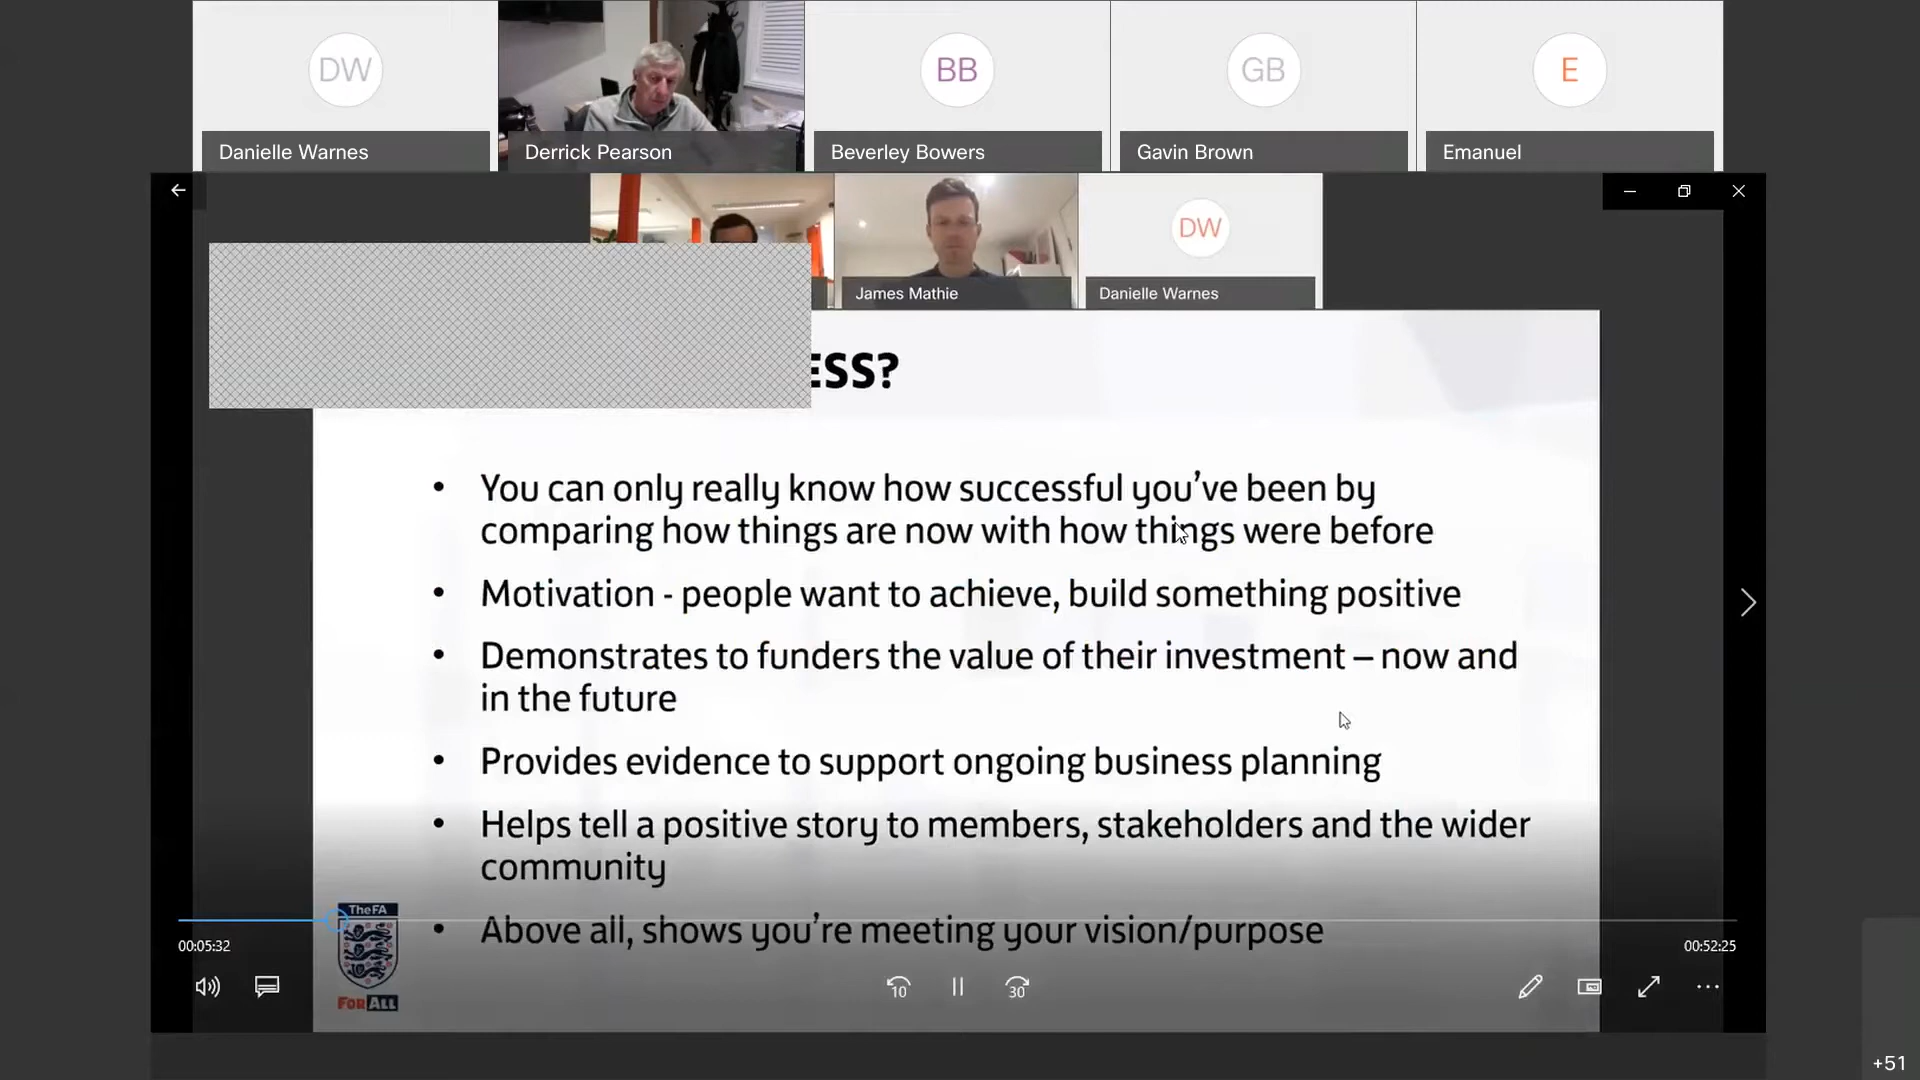 DW
BB
GB
E
Danielle Warnes
Derrick Pearson
Beverley Bowers
Gavin Brown
Emanuel
DW
James Mathie
Danielle Warnes
ESS?
• You can only really know how successful you've been by
comparing how things are now with how things were before
• Motivation - people want to achieve, build something positive
• Demonstrates to funders the value of their investment – now and
in the future
• Provides evidence to support ongoing business planning
• Helps tell a positive story to members, stakeholders and the wider
community
• Above all, shows you're meeting your vision/purpose
The FA
FOR ALL
00:05:32
00:52:25
10
30
+51